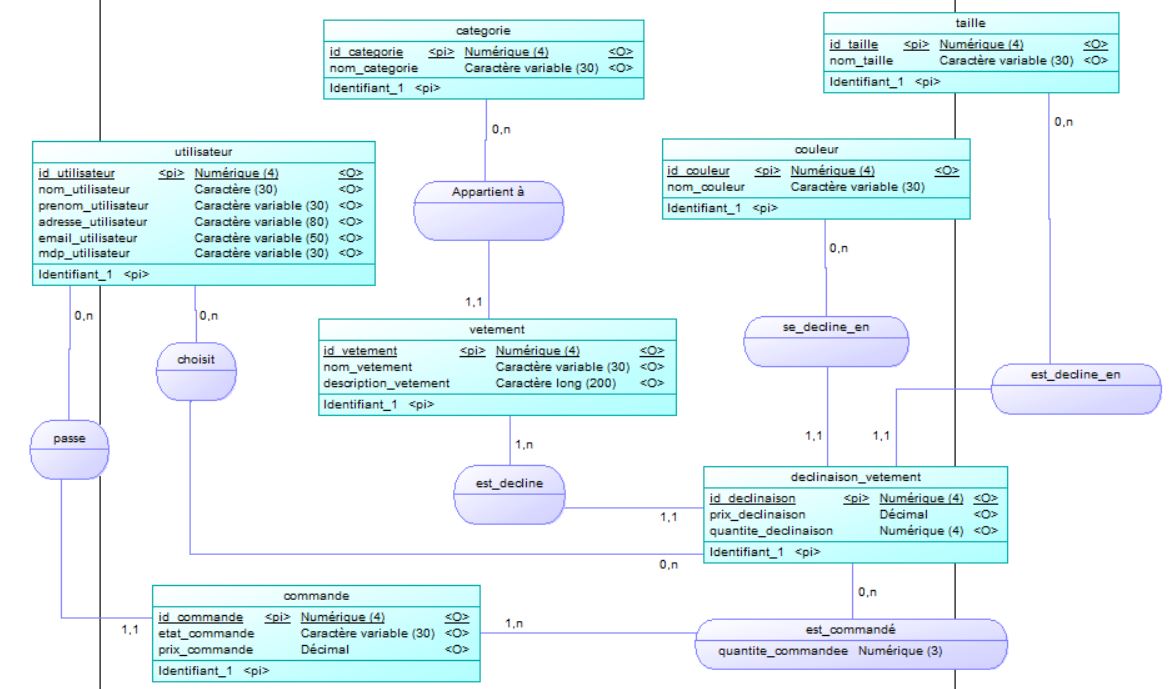 categorie
id_categorie <pi> Numérique (4) <O>
nom_categorie Caractère variable (30) <O>
Identifiant_1 <pi>
taille
id_taille <pi> Numérique (4) <O>
nom_taille Caractère variable (30) <O>
Identifiant_1 <pi>
0,n
0,n
utilisateur
id_utilisateur <pi> Numérique (4) <O>
nom_utilisateur Caractère (30) <O>
prenom_utilisateur Caractère variable (30) <O>
adresse_utilisateur Caractère variable (80) <O>
email_utilisateur Caractère variable (50) <O>
mdp_utilisateur Caractère variable (30) <O>
Identifiant_1 <pi>
couleur
id_couleur <pi> Numérique (4) <O>
nom_couleur Caractère variable (30)
Identifiant_1 <pi>
Appartient à
0,n
1,1
0,n
0,n
vetement
id_vetement <pi> Numérique (4) <O>
nom_vetement Caractère variable (30) <O>
description_vetement Caractère long (200) <O>
Identifiant_1 <pi>
se_decline_en
choisit
est_decline_en
passe
1,n
1,1
1,1
est_decline
1,1
declinaison_vetement
id_declinaison <pi> Numérique (4) <O>
prix_declinaison Décimal <O>
quantite_declinaison Numérique (4) <O>
Identifiant_1 <pi>
0,n
0,n
commande
id_commande <pi> Numérique (4) <O>
etat_commande Caractère variable (30) <O>
prix_commande Décimal <O>
Identifiant_1 <pi>
1,1
1,n
est_commandé
quantite_commandee Numérique (3)